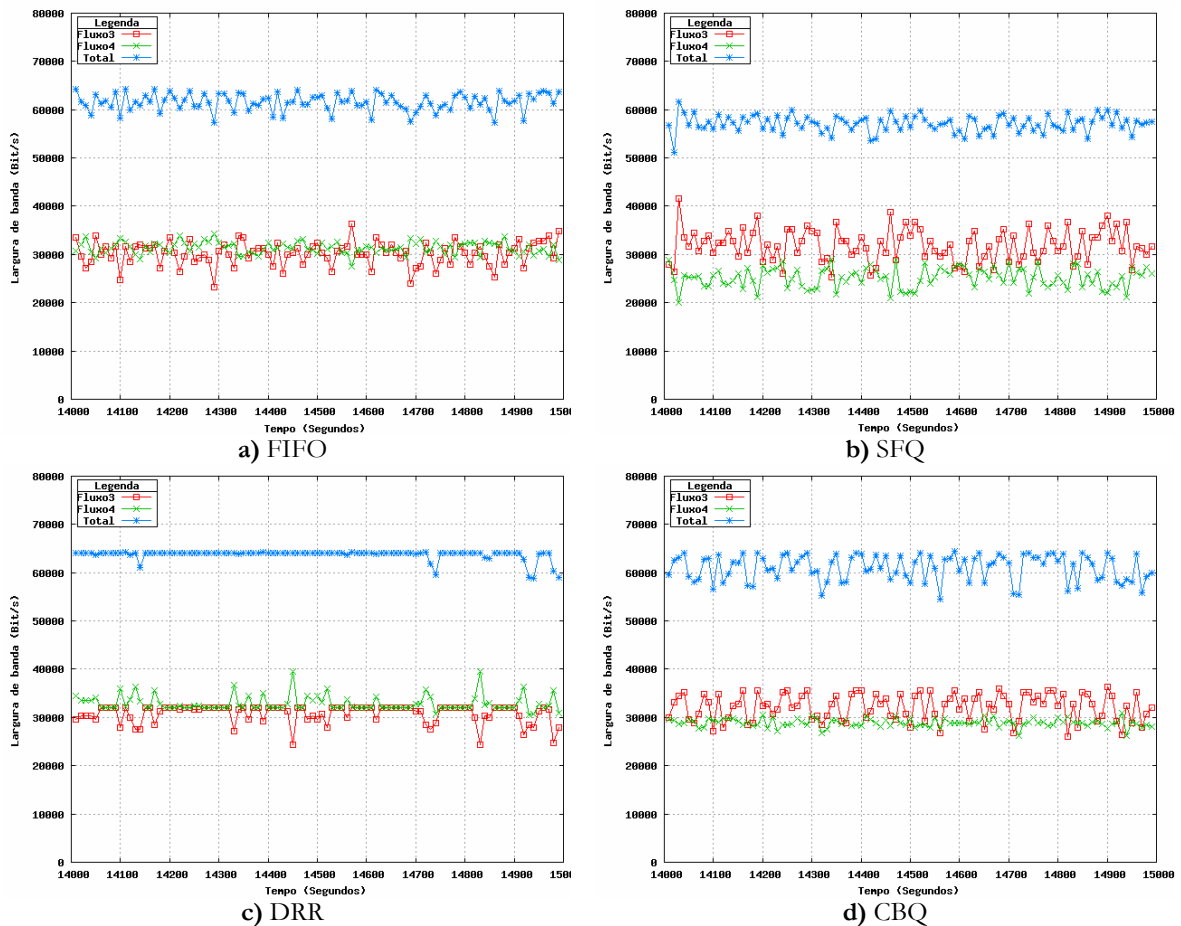 80000
70000
60000
50000
40000
30000
20000
10000
0
Largura de banda (Bit/s)
Legenda
Fluxo3
Fluxo4
Total
14000 14100 14200 14300 14400 14500 14600 14700 14800 14900 1500
Tempo (Segundos)
a) FIFO
80000
70000
60000
50000
40000
30000
20000
10000
0
Largura de banda (Bit/s)
Legenda
Fluxo3
Fluxo4
Total
14000 14100 14200 14300 14400 14500 14600 14700 14800 14900 15000
Tempo (Segundos)
b) SFQ
80000
70000
60000
50000
40000
30000
20000
10000
0
Largura de banda (Bit/s)
Legenda
Fluxo3
Fluxo4
Total
14000 14100 14200 14300 14400 14500 14600 14700 14800 14900 1500
Tempo (Segundos)
c) DRR
80000
70000
60000
50000
40000
30000
20000
10000
0
Largura de banda (Bit/s)
Legenda
Fluxo3
Fluxo4
Total
14000 14100 14200 14300 14400 14500 14600 14700 14800 14900 15000
Tempo (Segundos)
d) CBQ